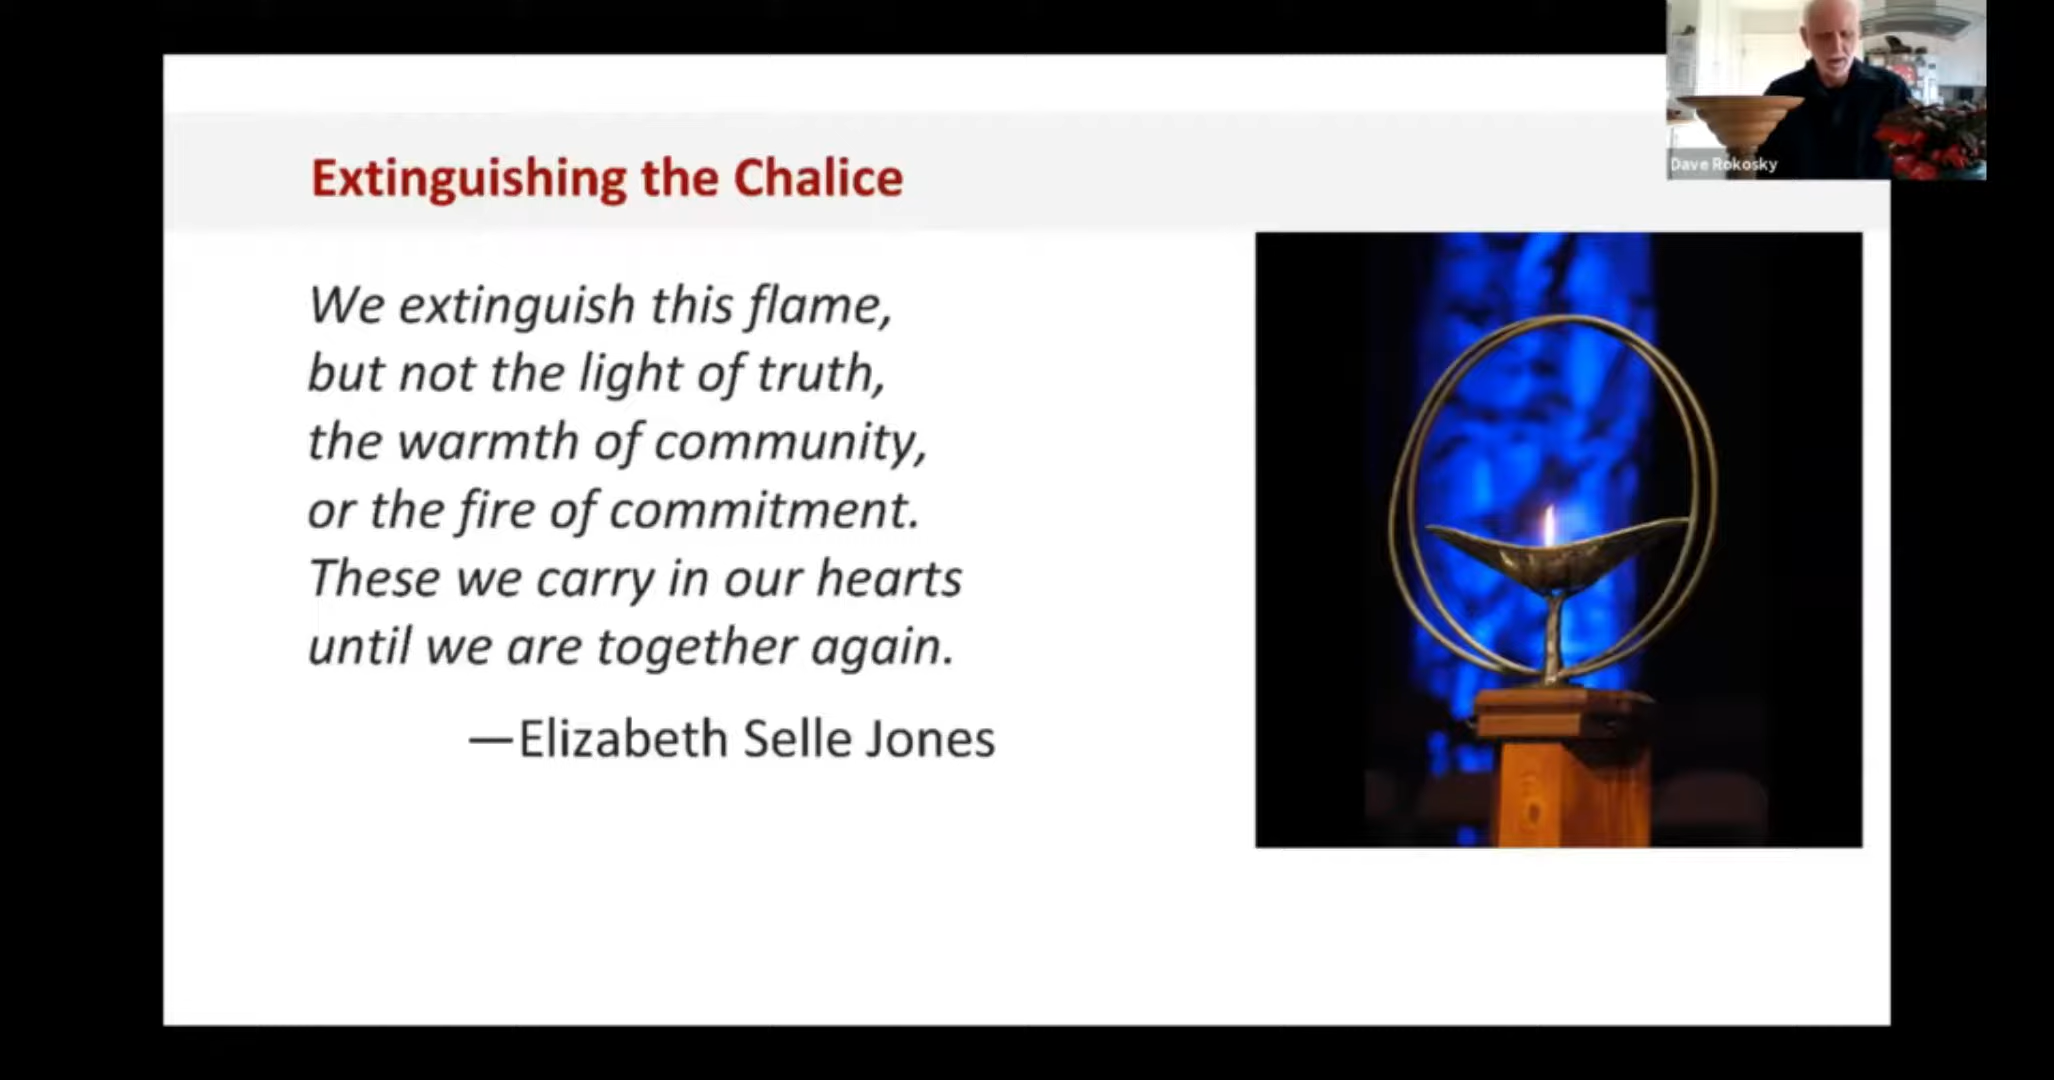 Extinguishing the Chalice
We extinguish this flame,
but not the light of truth,
the warmth of community,
or the fire of commitment.
These we carry in our hearts
until we are together again.
—Elizabeth Selle Jones
Dave Rokosky